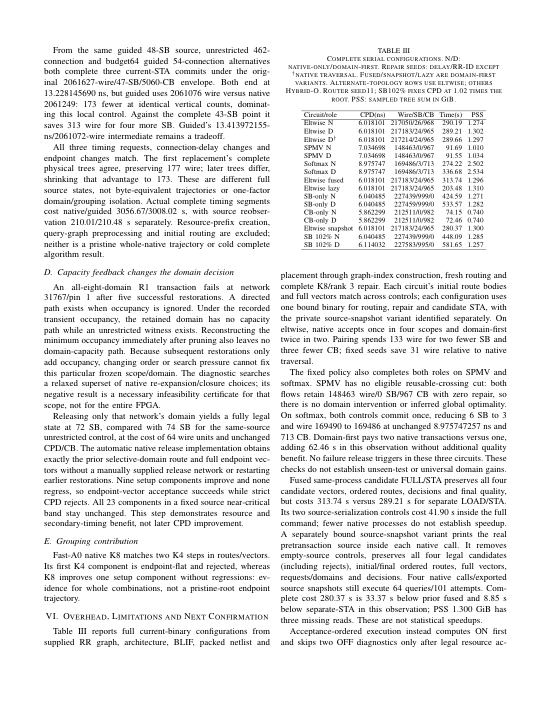 From the same guided 48-SB source, unrestricted 462-
connection and budget64 guided 54-connection alternatives
both complete three current-STA commits under the orig-
inal 2061627-wire/47-SB/5060-CB envelope. Both end at
13.228145690 ns, but guided uses 2061076 wire versus native
2061249: 173 fewer at identical vertical counts, dominat-
ing this local control. Against the complete 43-SB point it
saves 313 wire for four more SB. Guided's 13.413972155-
ns/2061072-wire intermediate remains a tradeoff.
All three timing requests, connection-delay changes and
endpoint changes match. The first replacement's complete
physical trees agree, preserving 177 wire; later trees differ,
shrinking that advantage to 173. These are different full
source states, not byte-equivalent trajectories or one-factor
domain/grouping isolation. Actual complete timing segments
cost native/guided 3056.67/3008.02 s, with source reobser-
vation 210.01/210.48 s separately. Resource-prefix creation,
query-graph preprocessing and initial routing are excluded;
neither is a pristine whole-native trajectory or cold complete
algorithm result.
D. Capacity feedback changes the domain decision
An all-eight-domain R1 transaction fails at network
31767/pin 1 after five successful restorations. A directed
path exists when occupancy is ignored. Under the recorded
transient occupancy, the retained domain has no capacity
path while an unrestricted witness exists. Reconstructing the
minimum occupancy immediately after pruning also leaves no
domain-capacity path. Because subsequent restorations only
add occupancy, changing order or search pressure cannot fix
this particular frozen scope/domain. The diagnostic searches
a relaxed superset of native re-expansion/closure choices; its
negative result is a necessary infeasibility certificate for that
scope, not for the entire FPGA.
Releasing only that network's domain yields a fully legal
state at 72 SB, compared with 74 SB for the same-source
unrestricted control, at the cost of 64 wire units and unchanged
CPD/CB. The automatic native release implementation obtains
exactly the prior selective-domain route and full endpoint vec-
tors without a manually supplied release network or restarting
earlier restorations. Nine setup components improve and none
regress, so endpoint-vector acceptance succeeds while strict
CPD rejects. All 23 components in a fixed source near-critical
band stay unchanged. This step demonstrates resource and
secondary-timing benefit, not later CPD improvement.
E. Grouping contribution
Fast-A0 native K8 matches two K4 steps in routes/vectors.
Its first K4 component is endpoint-flat and rejected, whereas
K8 improves one setup component without regressions: ev-
idence for whole combinations, not a pristine-root endpoint
trajectory.
VI. OVERHEAD, LIMITATIONS AND NEXT CONFIRMATION
Table III reports full current-binary configurations from
supplied RR graph, architecture, BLIF, packed netlist and
TABLE III
COMPLETE SERIAL CONFIGURATIONS. N/D:
NATIVE-ONLY/DOMAIN-FIRST. REPAIR SEEDS: DELAY/RR-ID EXCEPT
†NATIVE TRAVERSAL. FUSED/SNAPSHOT/LAZY ARE DOMAIN-FIRST
VARIANTS. ALTERNATE-TOPOLOGY ROWS USE ELTWISE; OTHERS
HYBRID-O. ROUTER SEED11; SB102% FIXES CPD AT 1.02 TIMES THE
ROOT. PSS: SAMPLED TREE SUM IN GIB.
Circuit/role CPD(ns) Wire/SB/CB Time(s) PSS
Eltwise N 6.018101 217050/26/968 290.19 1.274
Eltwise D 6.018101 217183/24/965 289.21 1.302
Eltwise D† 6.018101 217214/24/965 289.66 1.297
SPMV N 7.034698 148463/0/967 91.69 1.010
SPMV D 7.034698 148463/0/967 91.55 1.034
Softmax N 8.975747 169486/3/713 274.22 2.502
Softmax D 8.975747 169486/3/713 336.68 2.534
Eltwise fused 6.018101 217183/24/965 313.74 1.296
Eltwise lazy 6.018101 217183/24/965 203.48 1.310
SB-only N 6.040485 227439/999/0 424.59 1.271
SB-only D 6.040485 227439/999/0 533.57 1.282
CB-only N 5.862299 212511/0/982 74.15 0.740
CB-only D 5.862299 212511/0/982 72.46 0.740
Eltwise snapshot 6.018101 217183/24/965 280.37 1.300
SB 102% N 6.040485 227439/999/0 448.09 1.285
SB 102% D 6.114032 227583/995/0 581.65 1.257
placement through graph-index construction, fresh routing and
complete K8/rank 3 repair. Each circuit's initial route bodies
and full vectors match across controls; each configuration uses
one bound binary for routing, repair and candidate STA, with
the private source-snapshot variant identified separately. On
eltwise, native accepts once in four scopes and domain-first
twice in two. Pairing spends 133 wire for two fewer SB and
three fewer CB; fixed seeds save 31 wire relative to native
traversal.
The fixed policy also completes both roles on SPMV and
softmax. SPMV has no eligible reusable-crossing cut: both
flows retain 148463 wire/0 SB/967 CB with zero repair, so
there is no domain intervention or inferred global optimality.
On softmax, both controls commit once, reducing 6 SB to 3
and wire 169490 to 169486 at unchanged 8.975747257 ns and
713 CB. Domain-first pays two native transactions versus one,
adding 62.46 s in this observation without additional quality
benefit. No failure release triggers in these three circuits. These
checks do not establish unseen-test or universal domain gains.
Fused same-process candidate FULL/STA preserves all four
candidate vectors, ordered routes, decisions and final quality,
but costs 313.74 s versus 289.21 s for separate LOAD/STA.
Its two source-serialization controls cost 41.90 s inside the full
command; fewer native processes do not establish speedup.
A separately bound source-snapshot variant prints the real
pretransaction source inside each native call. It removes
empty-source controls, preserves all four legal candidates
(including rejects), initial/final ordered routes, full vectors,
requests/domains and decisions. Four native calls/exported
source snapshots still execute 64 queries/101 attempts. Com-
plete cost 280.37 s is 33.37 s below prior fused and 8.85 s
below separate-STA in this observation; PSS 1.300 GiB has
three missing reads. These are not statistical speedups.
Acceptance-ordered execution instead computes ON first
and skips two OFF diagnostics only after legal resource ac-